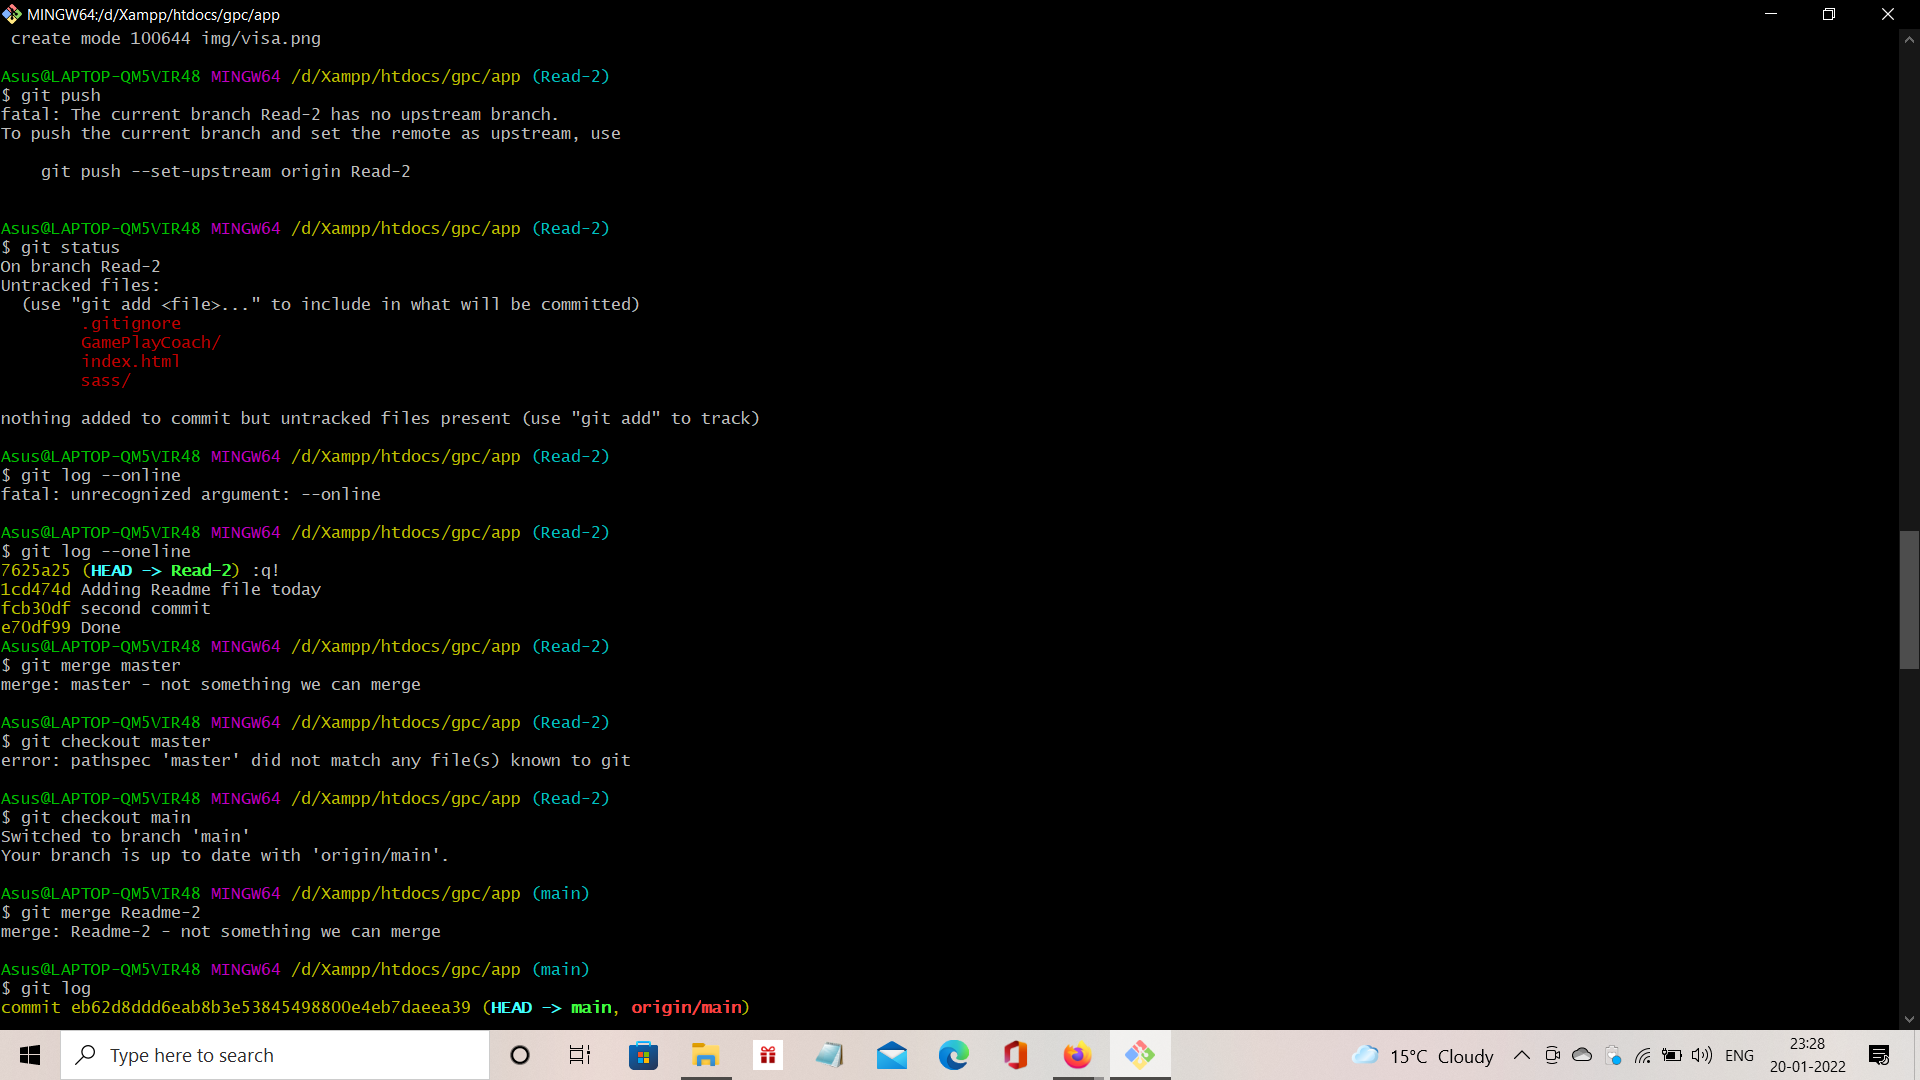 MINGW64:/d/Xampp/htdocs/gpc/app
 create mode 100644 img/visa.png
Asus@LAPTOP-QM5VIR48 MINGW64 /d/Xampp/htdocs/gpc/app (Read-2)
$ git push
fatal: The current branch Read-2 has no upstream branch.
To push the current branch and set the remote as upstream, use
    git push --set-upstream origin Read-2
Asus@LAPTOP-QM5VIR48 MINGW64 /d/Xampp/htdocs/gpc/app (Read-2)
$ git status
On branch Read-2
Untracked files:
  (use "git add <file>..." to include in what will be committed)
        .gitignore
        GamePlayCoach/
        index.html
        sass/
nothing added to commit but untracked files present (use "git add" to track)
Asus@LAPTOP-QM5VIR48 MINGW64 /d/Xampp/htdocs/gpc/app (Read-2)
$ git log --online
fatal: unrecognized argument: --online
Asus@LAPTOP-QM5VIR48 MINGW64 /d/Xampp/htdocs/gpc/app (Read-2)
$ git log --oneline
7625a25 (HEAD -> Read-2) :q!
1cd474d Adding Readme file today
fcb30df second commit
e70df99 Done
Asus@LAPTOP-QM5VIR48 MINGW64 /d/Xampp/htdocs/gpc/app (Read-2)
$ git merge master
merge: master - not something we can merge
Asus@LAPTOP-QM5VIR48 MINGW64 /d/Xampp/htdocs/gpc/app (Read-2)
$ git checkout master
error: pathspec 'master' did not match any file(s) known to git
Asus@LAPTOP-QM5VIR48 MINGW64 /d/Xampp/htdocs/gpc/app (Read-2)
$ git checkout main
Switched to branch 'main'
Your branch is up to date with 'origin/main'.
Asus@LAPTOP-QM5VIR48 MINGW64 /d/Xampp/htdocs/gpc/app (main)
$ git merge Readme-2
merge: Readme-2 - not something we can merge
Asus@LAPTOP-QM5VIR48 MINGW64 /d/Xampp/htdocs/gpc/app (main)
$ git log
commit eb62d8ddd6eab8b3e53845498800e4eb7daeea39 (HEAD -> main, origin/main)
Type here to search
15°C Cloudy
ENG
23:28
20-01-2022